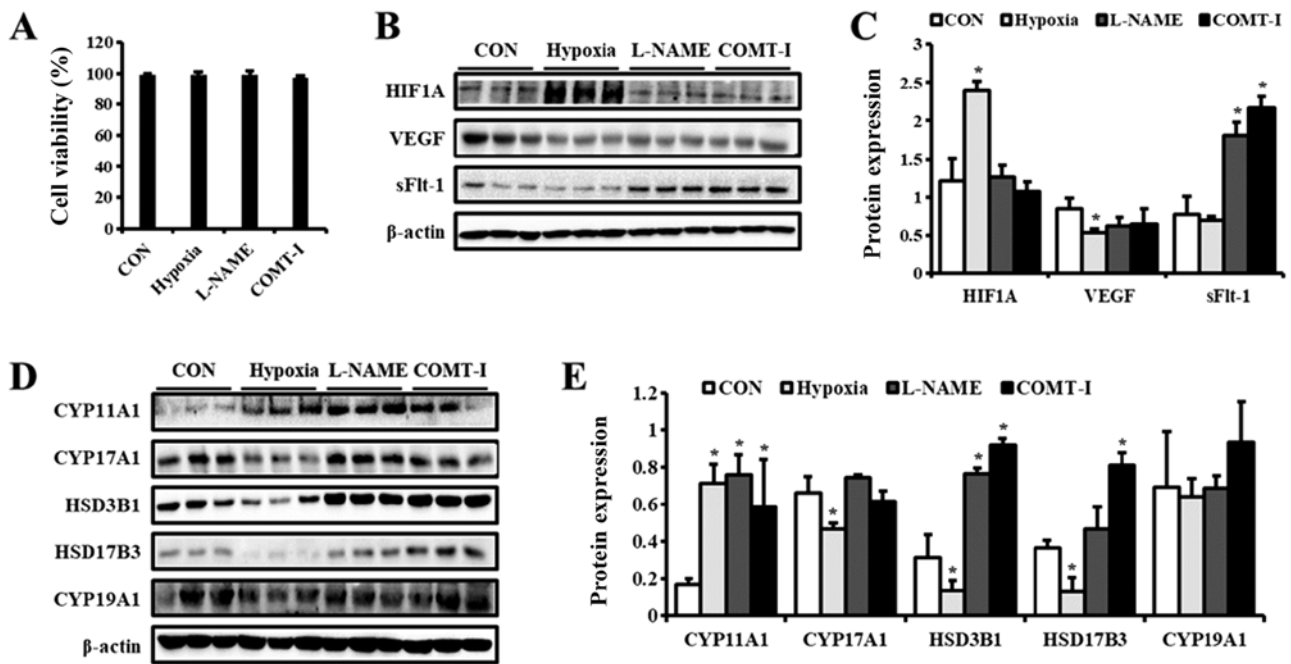 A
Cell viability (%)
120
100
80
60
40
20
0
CON
Hypoxia
L-NAME
COMT-I
B
CON Hypoxia L-NAME COMT-I
HIF1A
VEGF
sFlt-1
β-actin
C
CON Hypoxia L-NAME COMT-I
Protein expression
3
2.5
2
1.5
1
0.5
0
* * * *
HIF1A VEGF sFlt-1
D
CON Hypoxia L-NAME COMT-I
CYP11A1
CYP17A1
HSD3B1
HSD17B3
CYP19A1
β-actin
E
CON Hypoxia L-NAME COMT-I
Protein expression
1.2
1
0.8
0.6
0.4
0.2
0
* * * * * * * * *
CYP11A1 CYP17A1 HSD3B1 HSD17B3 CYP19A1